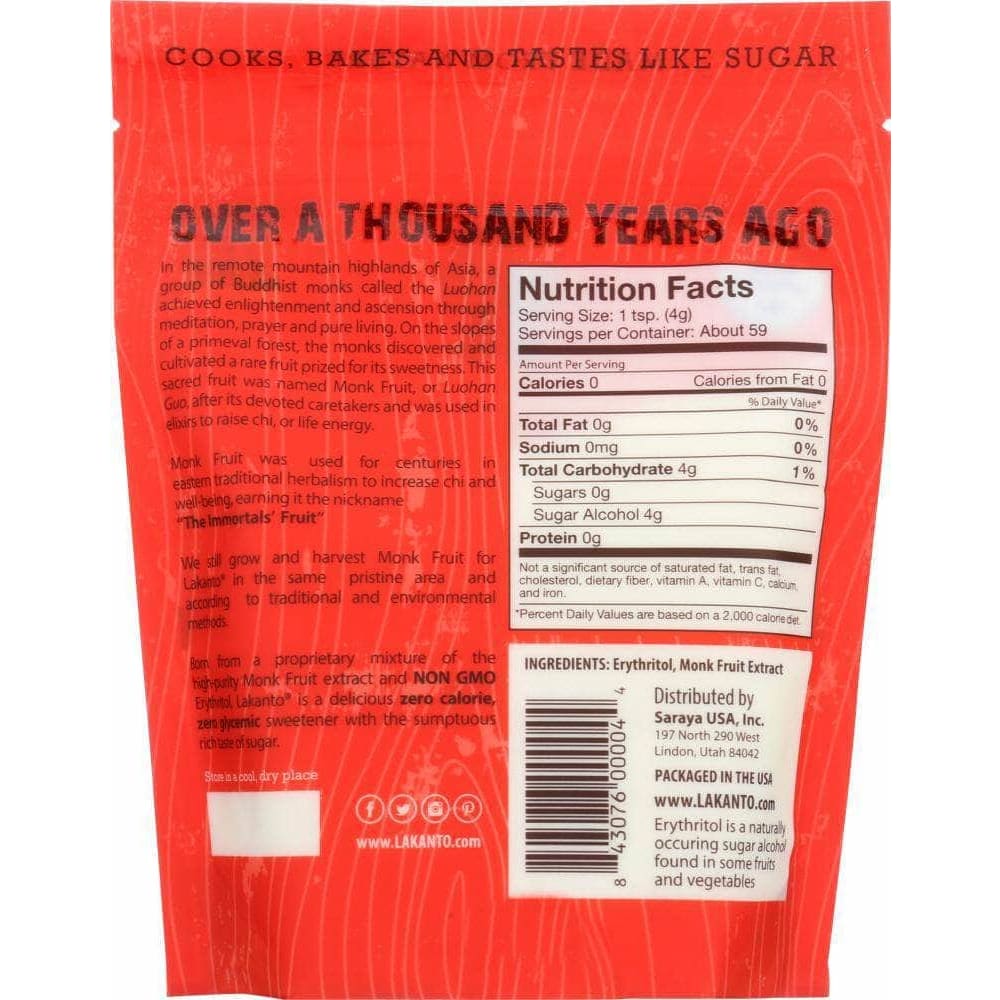 COOKS, BAKES AND TASTES LIKE SUGAR
OVER A THOUSAND YEARS AGO
In the remote mountain highlands of Asia, a
group of Buddhist monks called the Luohan
achieved enlightenment and ascension through
meditation, prayer and pure living. On the slopes
of a primeval forest, the monks discovered and
cultivated a rare fruit prized for its sweetness. This
sacred fruit was named Monk Fruit, or Luohan
Guo, after its devoted caretakers and was used in
elixirs to raise chi, or life energy.
Monk Fruit was used for centuries in
eastern traditional herbalism to increase chi and
well-being, earning it the nickname
"The Immortals' Fruit"
We still grow and harvest Monk Fruit for
Lakanto® in the same pristine area and
according to traditional and environmental
methods.
Born from a proprietary mixture of the
high-purity Monk Fruit extract and NON GMO
Erythritol, Lakanto® is a delicious zero calorie,
zero glycemic sweetener with the sumptuous
rich taste of sugar.
Store in a cool, dry place
www.LAKANTO.com
Nutrition Facts
Serving Size: 1 tsp. (4g)
Servings per Container: About 59
Amount Per Serving
Calories 0 Calories from Fat 0
% Daily Value*
Total Fat 0g 0%
Sodium 0mg 0%
Total Carbohydrate 4g 1%
Sugars 0g
Sugar Alcohol 4g
Protein 0g
Not a significant source of saturated fat, trans fat,
cholesterol, dietary fiber, vitamin A, vitamin C, calcium,
and iron.
*Percent Daily Values are based on a 2,000 calorie diet.
INGREDIENTS: Erythritol, Monk Fruit Extract
8 43076 00004 4
Distributed by
Saraya USA, Inc.
197 North 290 West
Lindon, Utah 84042
PACKAGED IN THE USA
www.LAKANTO.com
Erythritol is a naturally
occuring sugar alcohol
found in some fruits
and vegetables